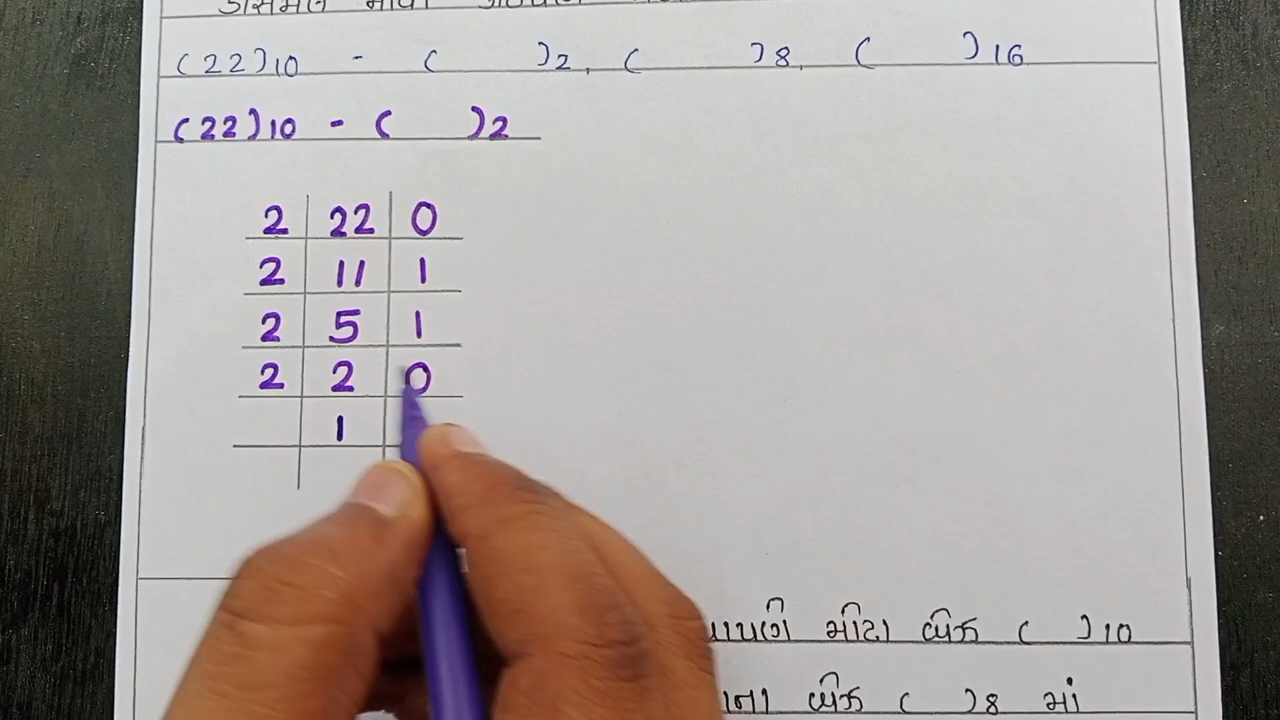 (22)10 - (      )2, (      )8, (      )16
(22)10 - (      )2
2 22 0
2 11 1
2 5 1
2 2 0
1
મોટા બેઝ (      )10
બેઝ (      )8 માં